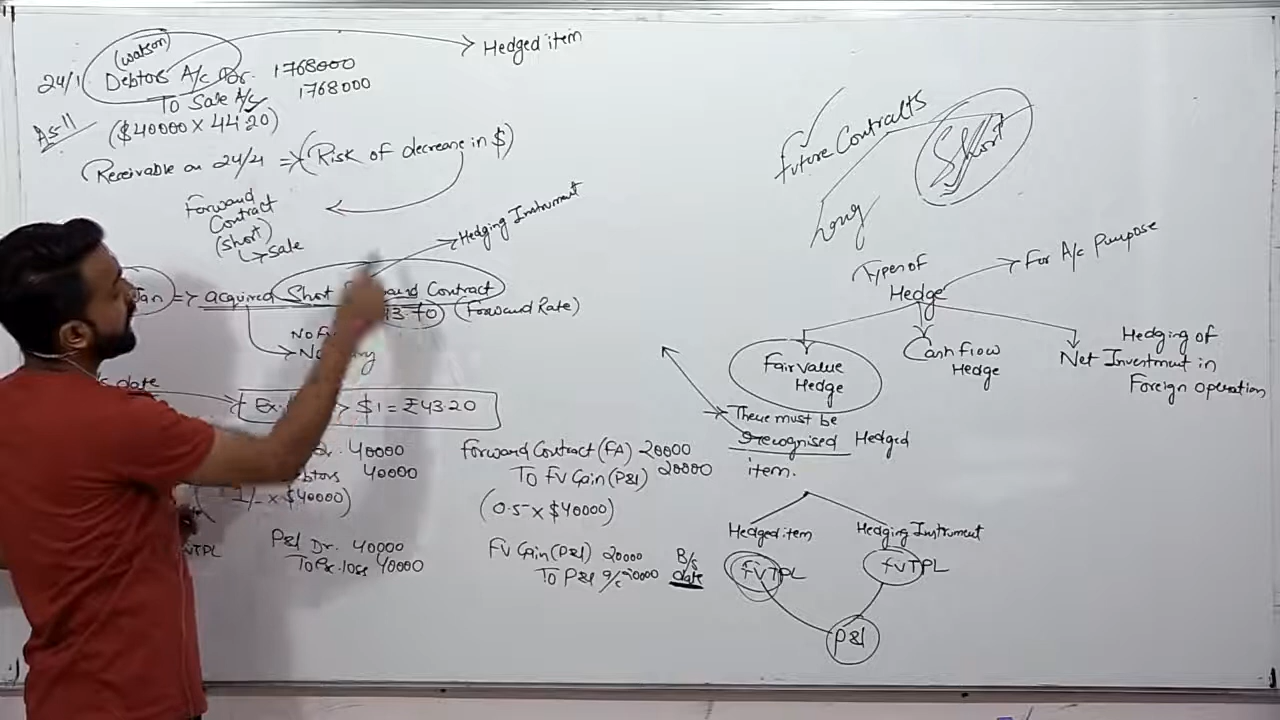 (watson)
24/1 Debtors A/c Dr. 1768000
To Sale A/c 1768000
($40000 x 44.20)
As 11
Hedged item
Receivable on 24/4 => (Risk of decrease in $)
Forward
Contract
(short)
Sale
Hedging Instrument
Jan => acquired Short Contract
3.70 (Forward Rate)
date
$1 = ₹43.20
40000
40000
x $40000)
P&l Dr. 40000
To Ex. loss 40000
Forward Contract (FA) 20000
To FV Gain (P&l) 20000
(0.5 x $40000)
FV Gain (P&l) 20000
To P&l a/c 20000
B/s
date
Future Contralts
Short
Long
Types of
Hedge
For A/c Purpose
Fair value
Hedge
Cash flow
Hedge
Hedging of
Net Investment in
Foreign operation
There must be
recognised Hedged
item.
Hedged item
Hedging Instrument
FVTPL
FVTPL
P&l